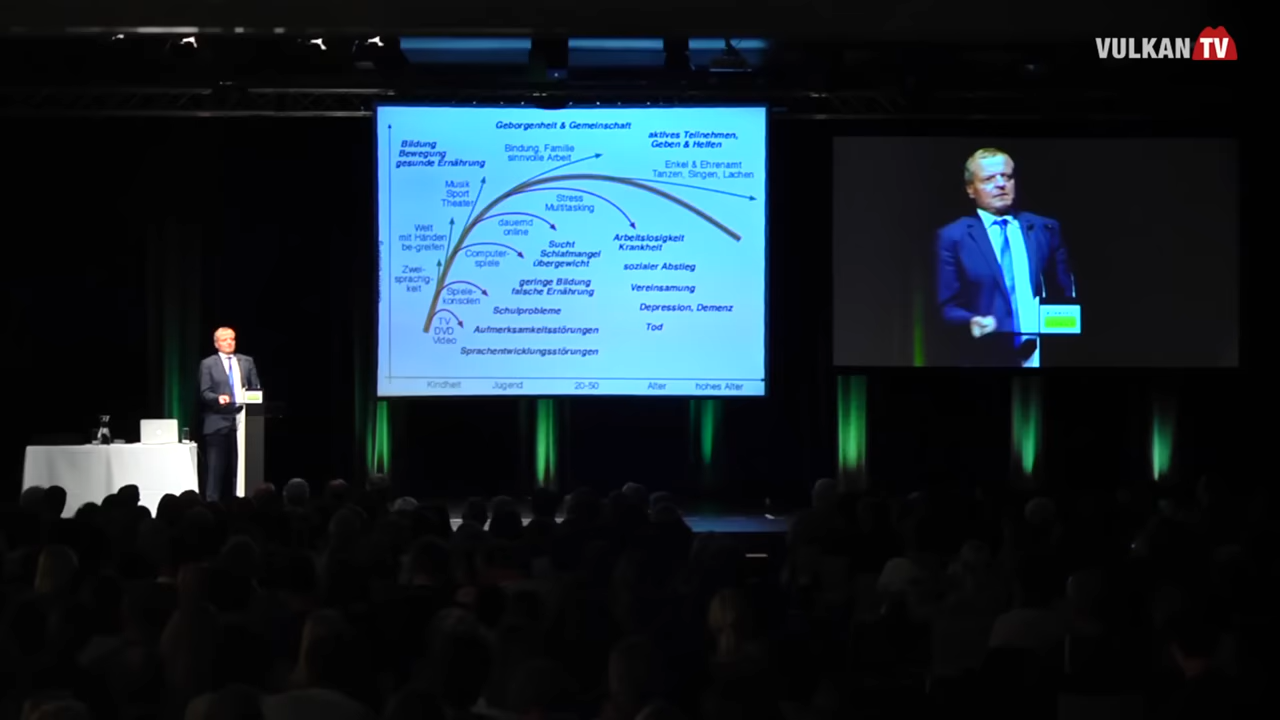 VULKAN TV
Geborgenheit & Gemeinschaft
aktives Teilnehmen,
Geben & Helfen
Bildung
Bewegung
gesunde Ernährung
Bindung, Familie
sinnvolle Arbeit
Enkel & Ehrenamt
Tanzen, Singen, Lachen
Musik
Sport
Theater
Stress
Multitasking
Welt
mit Händen
be-greifen
dauernd
online
Arbeitslosigkeit
Krankheit
Sucht
Schlafmangel
übergewicht
Computer-
spiele
Zwei-
sprachig-
keit
sozialer Abstieg
geringe Bildung
falsche Ernährung
Vereinsamung
Spiele-
konsolen
Schulprobleme
Depression, Demenz
TV
DVD
Video
Aufmerksamkeitsstörungen
Tod
Sprachentwicklungsstörungen
Kindheit
Jugend
20-50
Alter
hohes Alter